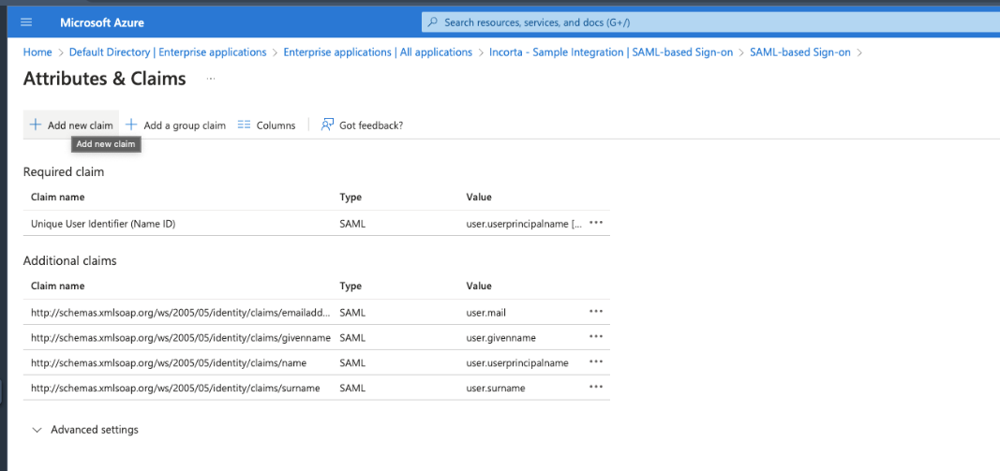 Microsoft Azure
Search resources, services, and docs (G+/)
Home > Default Directory | Enterprise applications > Enterprise applications | All applications > Incorta - Sample Integration | SAML-based Sign-on > SAML-based Sign-on >
Attributes & Claims ...
+ Add new claim + Add a group claim Columns Got feedback?
Add new claim
Required claim
Claim name Type Value
Unique User Identifier (Name ID) SAML user.userprincipalname [... ...
Additional claims
Claim name Type Value
http://schemas.xmlsoap.org/ws/2005/05/identity/claims/emailadd... SAML user.mail ...
http://schemas.xmlsoap.org/ws/2005/05/identity/claims/givenname SAML user.givenname ...
http://schemas.xmlsoap.org/ws/2005/05/identity/claims/name SAML user.userprincipalname ...
http://schemas.xmlsoap.org/ws/2005/05/identity/claims/surname SAML user.surname ...
Advanced settings